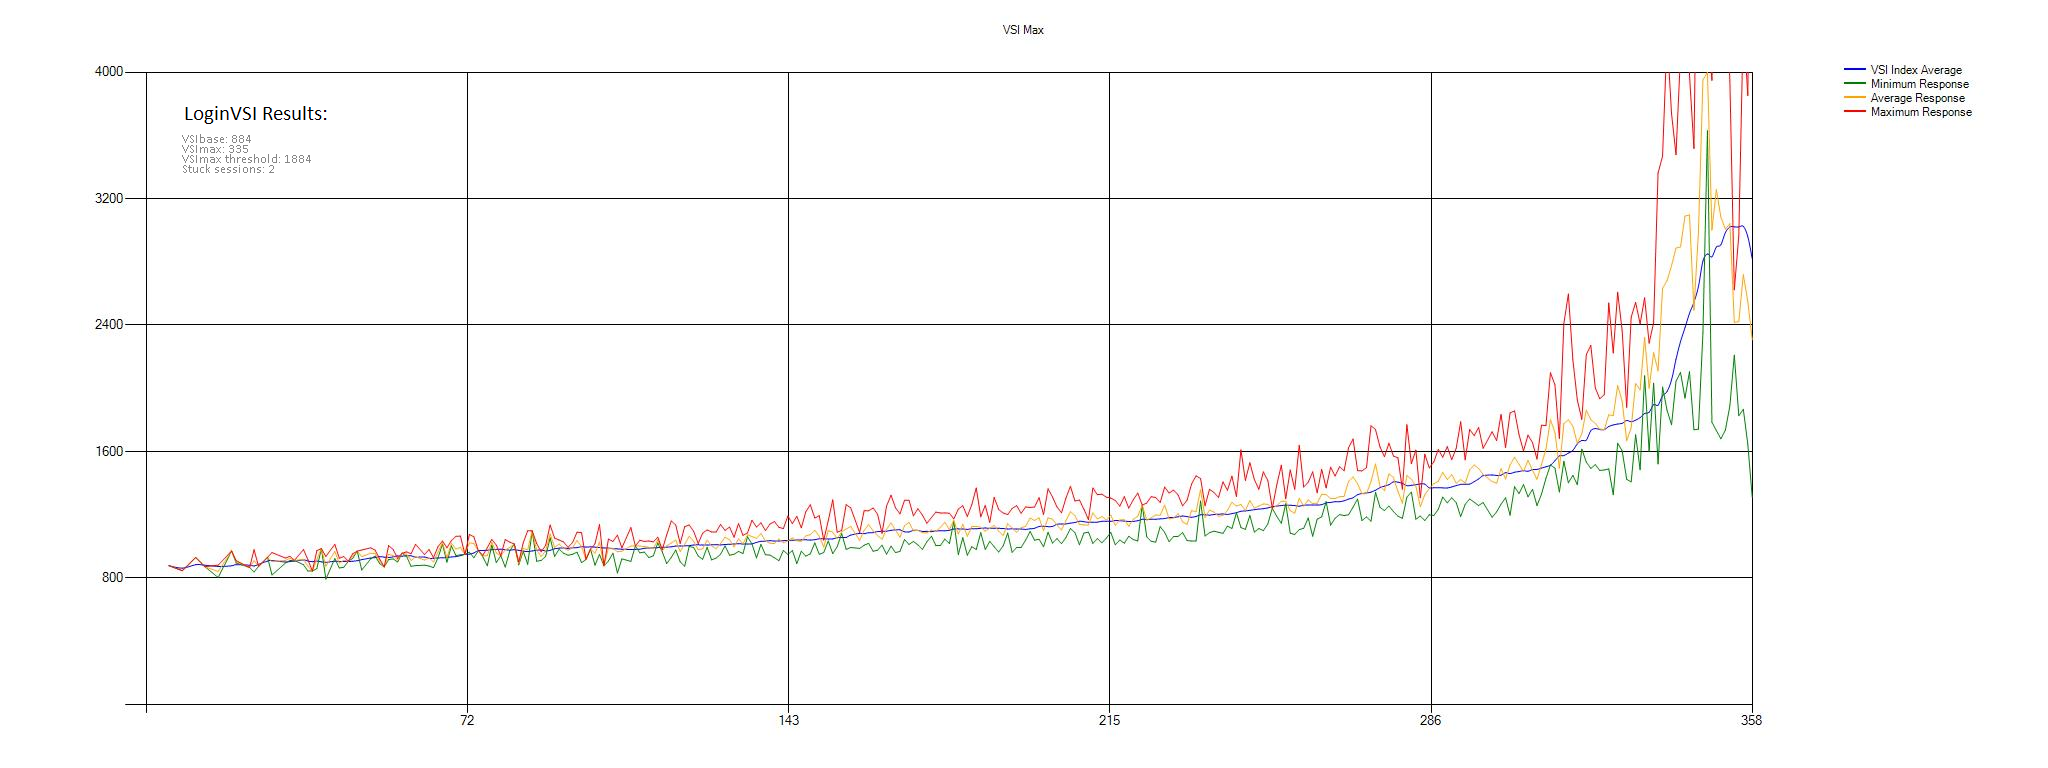 VSI Max
4000
3200
2400
1600
800
LoginVSI Results:
VSIbase: 884
VSImax: 335
VSImax threshold: 1884
Stuck sessions: 2
VSI Index Average
Minimum Response
Average Response
Maximum Response
72
143
215
286
358